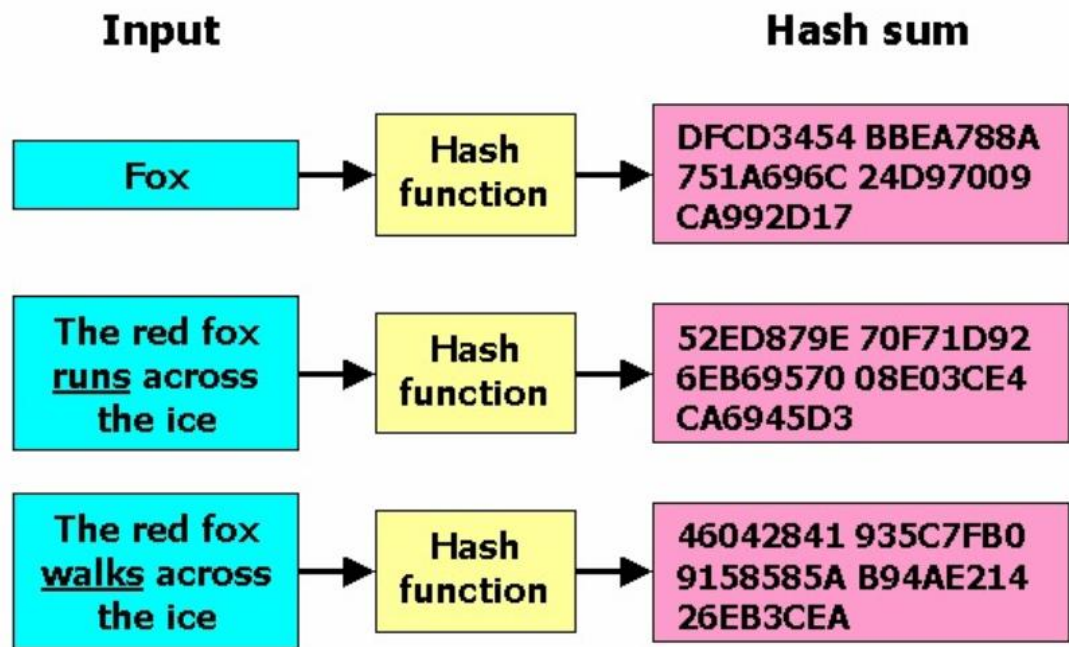 Input
Hash sum
Fox
Hash
function
DFCD3454 BBEA788A
751A696C 24D97009
CA992D17
The red fox
runs across
the ice
Hash
function
52ED879E 70F71D92
6EB69570 08E03CE4
CA6945D3
The red fox
walks across
the ice
Hash
function
46042841 935C7FB0
9158585A B94AE214
26EB3CEA